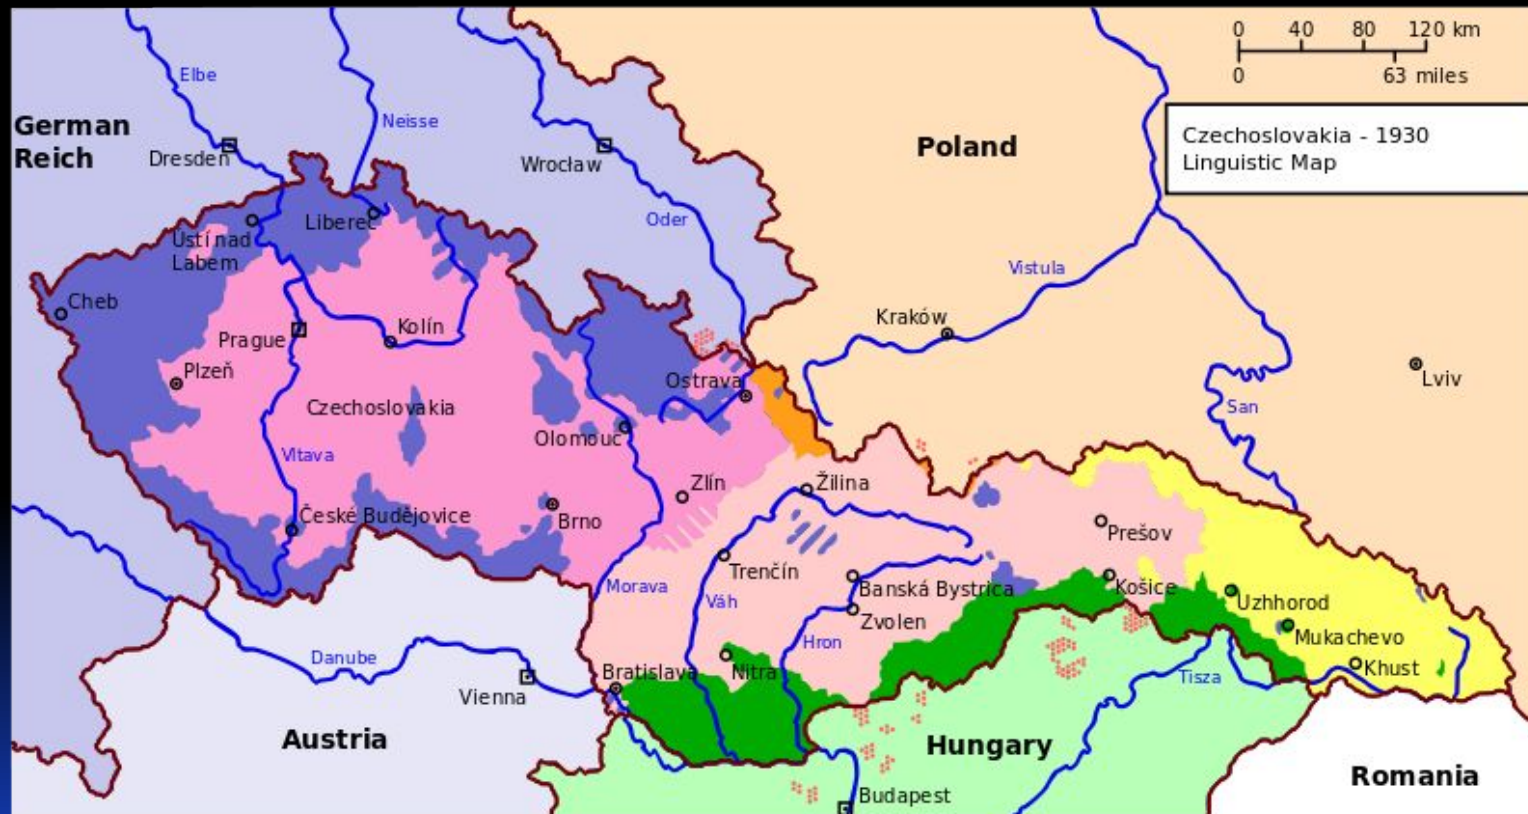 0 40 80 120 km
0 63 miles
Czechoslovakia - 1930
Linguistic Map
German
Reich
Elbe
Neisse
Dresden
Wrocław
Poland
Oder
Liberec
Ústí nad
Labem
Vistula
Cheb
Prague
Kolín
Kraków
Plzeň
Ostrava
Lviv
Czechoslovakia
San
Olomouc
Vltava
Zlín
Žilina
České Budějovice
Brno
Prešov
Trenčín
Morava
Váh
Banská Bystrica
Košice
Zvolen
Uzhhorod
Mukachevo
Hron
Danube
Bratislava
Nitra
Khust
Vienna
Tisza
Austria
Hungary
Romania
Budapest